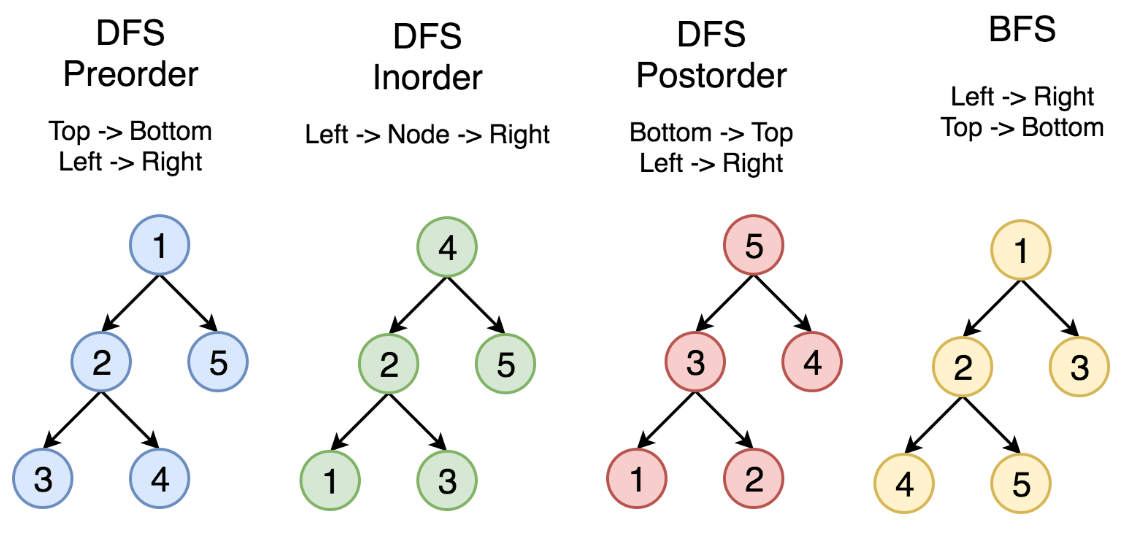 DFS
Preorder
Top -> Bottom
Left -> Right
1
2 5
3 4
DFS
Inorder
Left -> Node -> Right
4
2 5
1 3
DFS
Postorder
Bottom -> Top
Left -> Right
5
3 4
1 2
BFS
Left -> Right
Top -> Bottom
1
2 3
4 5